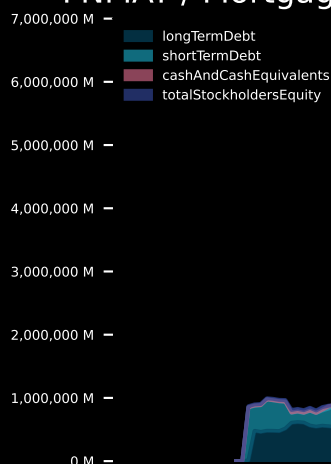 7,000,000 M
longTermDebt
shortTermDebt
cashAndCashEquivalents
totalStockholdersEquity
6,000,000 M
5,000,000 M
4,000,000 M
3,000,000 M
2,000,000 M
1,000,000 M
0 M